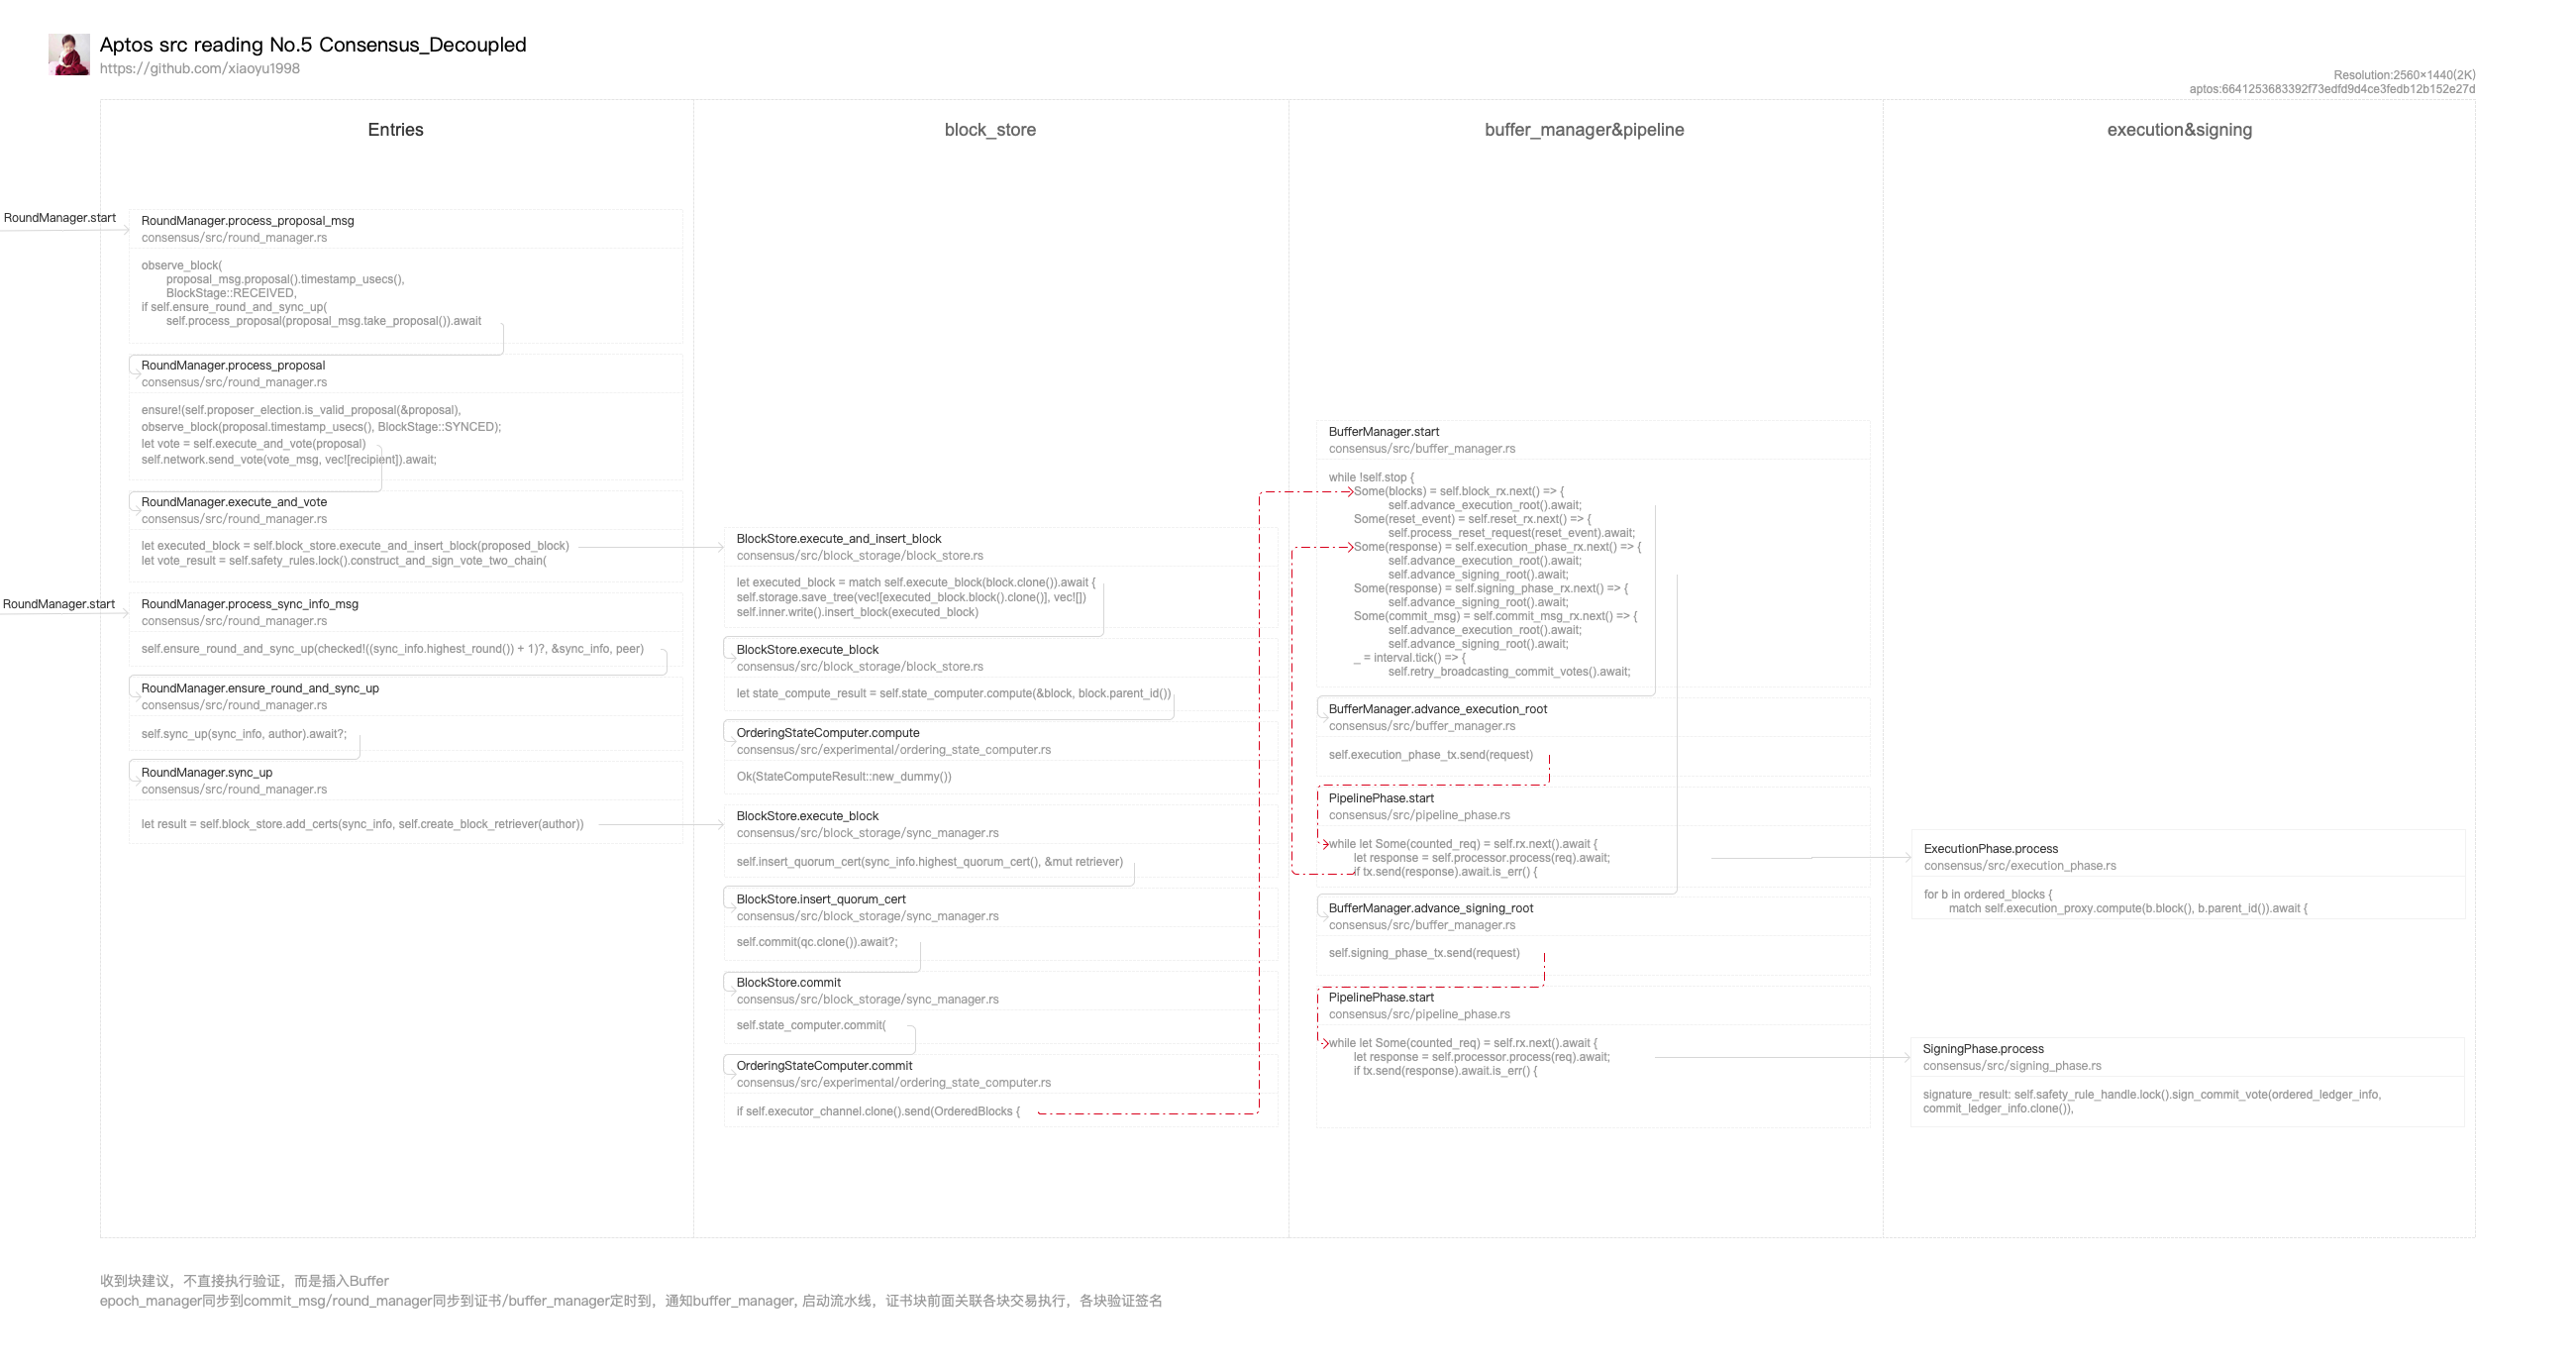 Aptos src reading No.5 Consensus_Decoupled
https://github.com/xiaoyu1998
Resolution:2560×1440(2K)
aptos:6641253683392f73edfd9d4ce3fedb12b152e27d
Entries
RoundManager.start
RoundManager.process_proposal_msg
consensus/src/round_manager.rs
observe_block(
proposal_msg.proposal().timestamp_usecs(),
BlockStage::RECEIVED,
if self.ensure_round_and_sync_up(
self.process_proposal(proposal_msg.take_proposal()).await
RoundManager.process_proposal
consensus/src/round_manager.rs
ensure!(self.proposer_election.is_valid_proposal(&proposal),
observe_block(proposal.timestamp_usecs(), BlockStage::SYNCED);
let vote = self.execute_and_vote(proposal)
self.network.send_vote(vote_msg, vec![recipient]).await;
RoundManager.execute_and_vote
consensus/src/round_manager.rs
let executed_block = self.block_store.execute_and_insert_block(proposed_block)
let vote_result = self.safety_rules.lock().construct_and_sign_vote_two_chain(
RoundManager.start
RoundManager.process_sync_info_msg
consensus/src/round_manager.rs
self.ensure_round_and_sync_up(checked!((sync_info.highest_round()) + 1)?, &sync_info, peer)
RoundManager.ensure_round_and_sync_up
consensus/src/round_manager.rs
self.sync_up(sync_info, author).await?;
RoundManager.sync_up
consensus/src/round_manager.rs
let result = self.block_store.add_certs(sync_info, self.create_block_retriever(author))
block_store
BlockStore.execute_and_insert_block
consensus/src/block_storage/block_store.rs
let executed_block = match self.execute_block(block.clone()).await {
self.storage.save_tree(vec![executed_block.block().clone()], vec![])
self.inner.write().insert_block(executed_block)
BlockStore.execute_block
consensus/src/block_storage/block_store.rs
let state_compute_result = self.state_computer.compute(&block, block.parent_id())
OrderingStateComputer.compute
consensus/src/experimental/ordering_state_computer.rs
Ok(StateComputeResult::new_dummy())
BlockStore.execute_block
consensus/src/block_storage/sync_manager.rs
self.insert_quorum_cert(sync_info.highest_quorum_cert(), &mut retriever)
BlockStore.insert_quorum_cert
consensus/src/block_storage/sync_manager.rs
self.commit(qc.clone()).await?;
BlockStore.commit
consensus/src/block_storage/sync_manager.rs
self.state_computer.commit(
OrderingStateComputer.commit
consensus/src/experimental/ordering_state_computer.rs
if self.executor_channel.clone().send(OrderedBlocks {
buffer_manager&pipeline
BufferManager.start
consensus/src/buffer_manager.rs
while !self.stop {
Some(blocks) = self.block_rx.next() => {
self.advance_execution_root().await;
Some(reset_event) = self.reset_rx.next() => {
self.process_reset_request(reset_event).await;
Some(response) = self.execution_phase_rx.next() => {
self.advance_execution_root().await;
self.advance_signing_root().await;
Some(response) = self.signing_phase_rx.next() => {
self.advance_signing_root().await;
Some(commit_msg) = self.commit_msg_rx.next() => {
self.advance_execution_root().await;
self.advance_signing_root().await;
_ = interval.tick() => {
self.retry_broadcasting_commit_votes().await;
BufferManager.advance_execution_root
consensus/src/buffer_manager.rs
self.execution_phase_tx.send(request)
PipelinePhase.start
consensus/src/pipeline_phase.rs
while let Some(counted_req) = self.rx.next().await {
let response = self.processor.process(req).await;
if tx.send(response).await.is_err() {
BufferManager.advance_signing_root
consensus/src/buffer_manager.rs
self.signing_phase_tx.send(request)
PipelinePhase.start
consensus/src/pipeline_phase.rs
while let Some(counted_req) = self.rx.next().await {
let response = self.processor.process(req).await;
if tx.send(response).await.is_err() {
execution&signing
ExecutionPhase.process
consensus/src/execution_phase.rs
for b in ordered_blocks {
match self.execution_proxy.compute(b.block(), b.parent_id()).await {
SigningPhase.process
consensus/src/signing_phase.rs
signature_result: self.safety_rule_handle.lock().sign_commit_vote(ordered_ledger_info,
commit_ledger_info.clone()),
收到块建议，不直接执行验证，而是插入Buffer
epoch_manager同步到commit_msg/round_manager同步到证书/buffer_manager定时到，通知buffer_manager, 启动流水线，证书块前面关联各块交易执行，各块验证签名